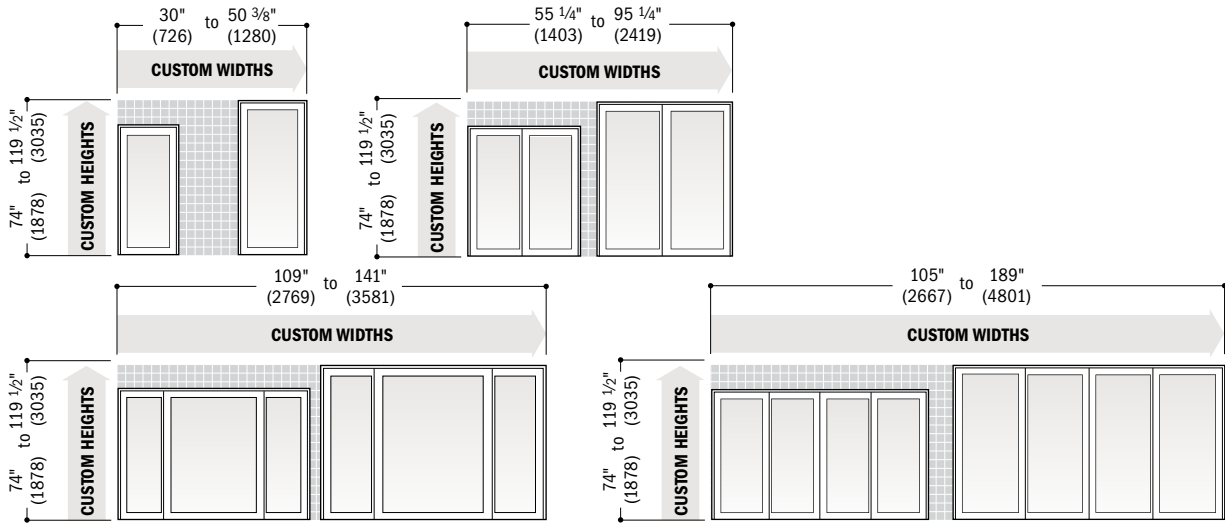 30" to 50 3/8"
(726) (1280)
CUSTOM WIDTHS
74" to 119 1/2"
(1878) (3035)
CUSTOM HEIGHTS
55 1/4" to 95 1/4"
(1403) (2419)
CUSTOM WIDTHS
74" to 119 1/2"
(1878) (3035)
CUSTOM HEIGHTS
109" to 141"
(2769) (3581)
CUSTOM WIDTHS
74" to 119 1/2"
(1878) (3035)
CUSTOM HEIGHTS
105" to 189"
(2667) (4801)
CUSTOM WIDTHS
74" to 119 1/2"
(1878) (3035)
CUSTOM HEIGHTS